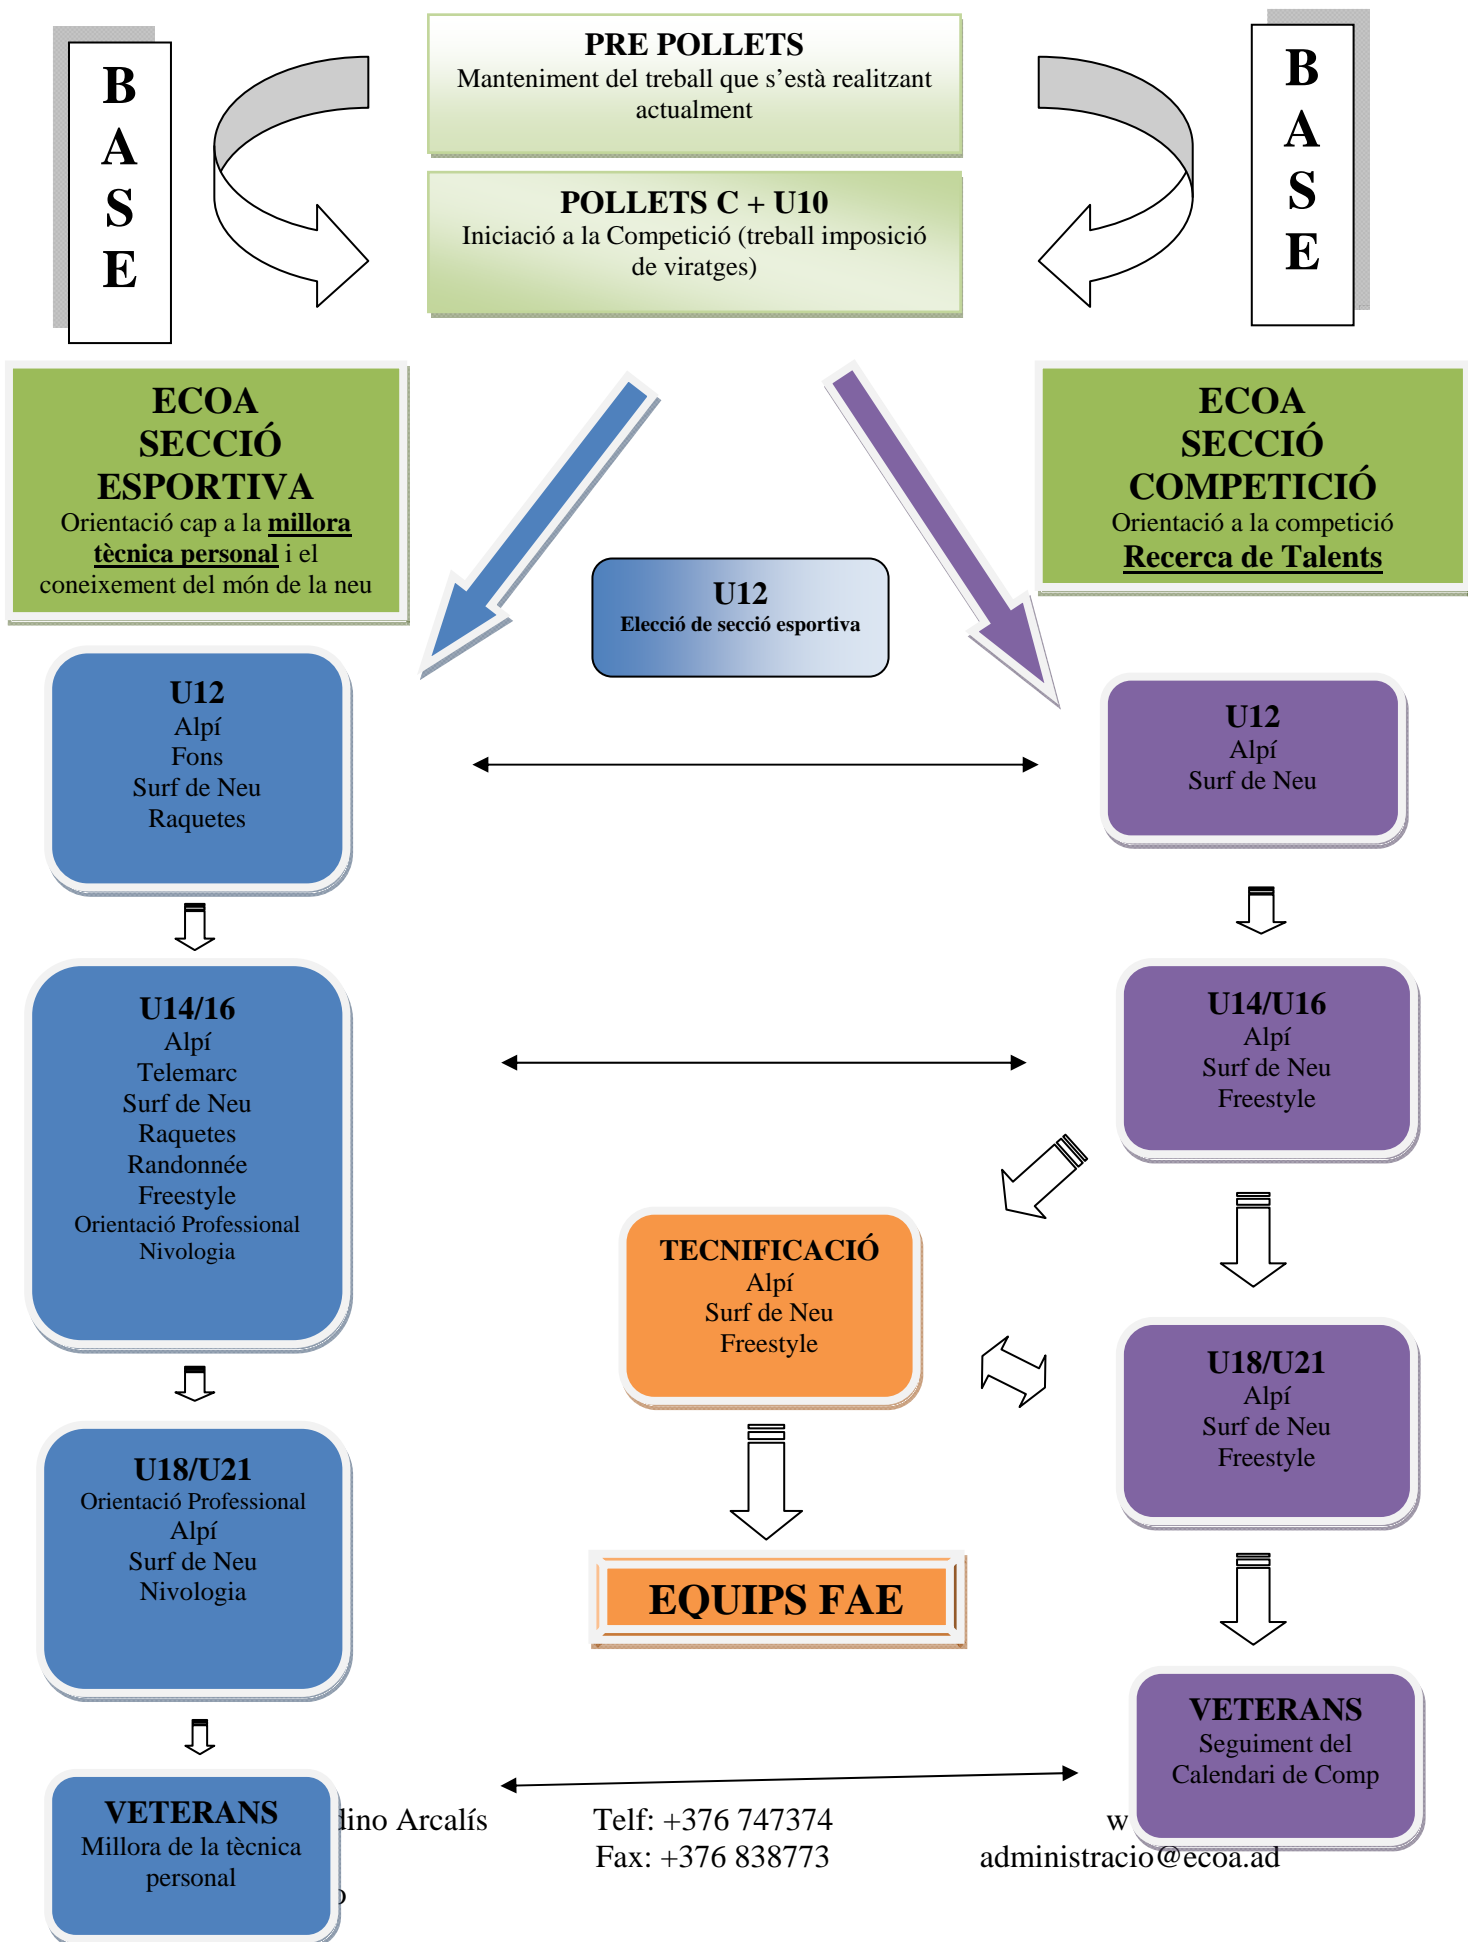 B
A
S
E
PRE POLLETS
Manteniment del treball que s'està realitzant
actualment
B
A
S
E
POLLETS C + U10
Iniciació a la Competició (treball imposició
de viratges)
ECOA
SECCIÓ
ESPORTIVA
Orientació cap a la millora
tècnica personal i el
coneixement del món de la neu
ECOA
SECCIÓ
COMPETICIÓ
Orientació a la competició
Recerca de Talents
U12
Elecció de secció esportiva
U12
Alpí
Fons
Surf de Neu
Raquetes
U12
Alpí
Surf de Neu
U14/16
Alpí
Telemarc
Surf de Neu
Raquetes
Randonnée
Freestyle
Orientació Professional
Nivologia
U14/U16
Alpí
Surf de Neu
Freestyle
TECNIFICACIÓ
Alpí
Surf de Neu
Freestyle
U18/U21
Alpí
Surf de Neu
Freestyle
U18/U21
Orientació Professional
Alpí
Surf de Neu
Nivologia
EQUIPS FAE
VETERANS
Seguiment del
Calendari de Comp
VETERANS
Millora de la tècnica
personal
Arcalís
Telf: +376 747374
Fax: +376 838773
administracio@ecoa.ad